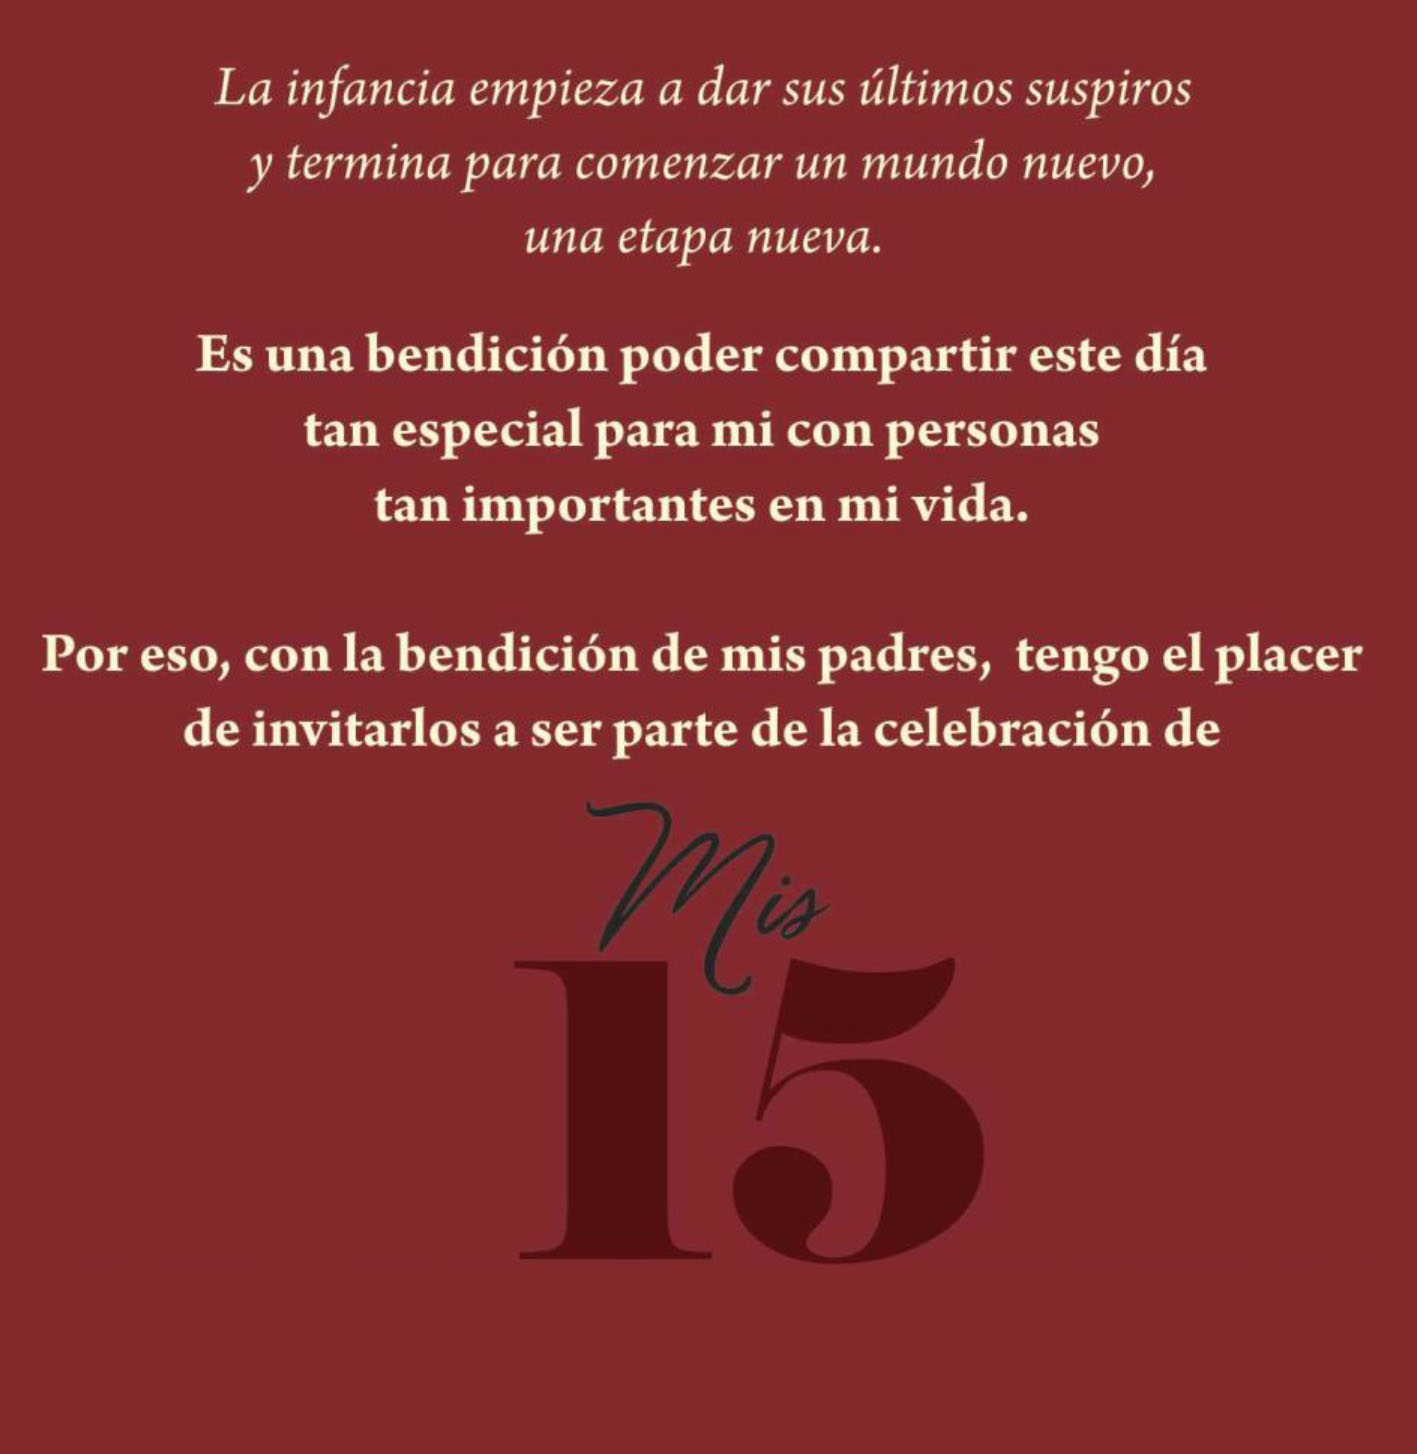 La infancia empieza a dar sus últimos suspiros
y termina para comenzar un mundo nuevo,
una etapa nueva.
Es una bendición poder compartir este día
tan especial para mi con personas
tan importantes en mi vida.
Por eso, con la bendición de mis padres, tengo el placer
de invitarlos a ser parte de la celebración de
Mis
15